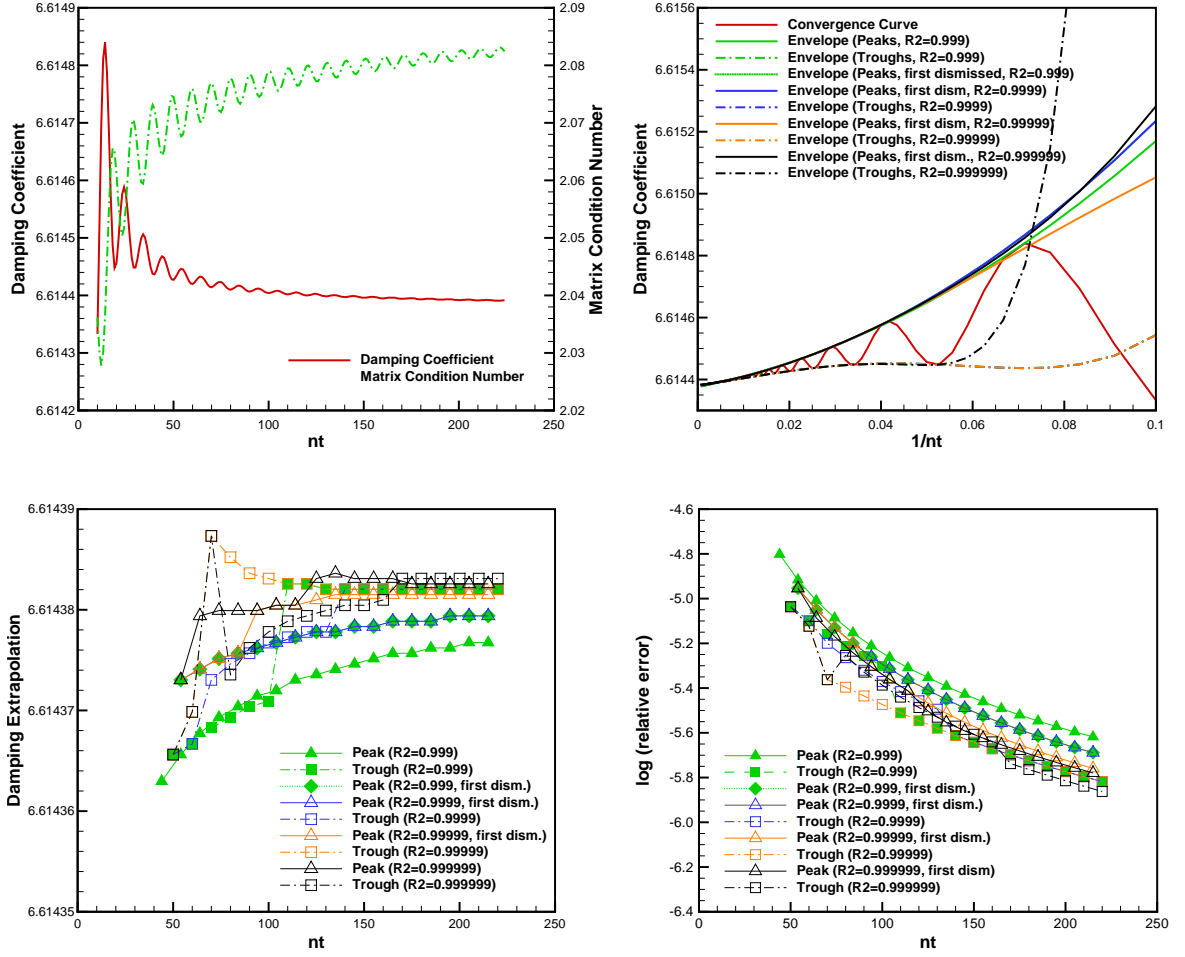 6.6149
6.6148
6.6147
6.6146
6.6145
6.6144
6.6143
6.6142
Damping Coefficient
2.09
2.08
2.07
2.06
2.05
2.04
2.03
2.02
Matrix Condition Number
Damping Coefficient
Matrix Condition Number
0 50 100 150 200 250
nt
6.6156
6.6154
6.6152
6.6150
6.6148
6.6146
6.6144
Damping Coefficient
Convergence Curve
Envelope (Peaks, R2=0.999)
Envelope (Troughs, R2=0.999)
Envelope (Peaks, first dismissed, R2=0.999)
Envelope (Peaks, first dism, R2=0.9999)
Envelope (Troughs, R2=0.9999)
Envelope (Peaks, first dism, R2=0.99999)
Envelope (Troughs, R2=0.99999)
Envelope (Peaks, first dism., R2=0.999999)
Envelope (Troughs, R2=0.999999)
0.02 0.04 0.06 0.08 0.1
1/nt
6.61439
6.61438
6.61437
6.61436
6.61435
Damping Extrapolation
Peak (R2=0.999)
Trough (R2=0.999)
Peak (R2=0.999, first dism.)
Peak (R2=0.9999, first dism.)
Trough (R2=0.9999)
Peak (R2=0.99999, first dism.)
Trough (R2=0.99999)
Peak (R2=0.999999)
Trough (R2=0.999999)
0 50 100 150 200 250
nt
-4.6
-4.8
-5.0
-5.2
-5.4
-5.6
-5.8
-6.0
-6.2
-6.4
log (relative error)
Peak (R2=0.999)
Trough (R2=0.999)
Peak (R2=0.999, first dism.)
Peak (R2=0.9999, first dism.)
Trough (R2=0.9999)
Peak (R2=0.99999, first dism.)
Trough (R2=0.99999)
Peak (R2=0.999999, first dism)
Trough (R2=0.999999)
0 50 100 150 200 250
nt